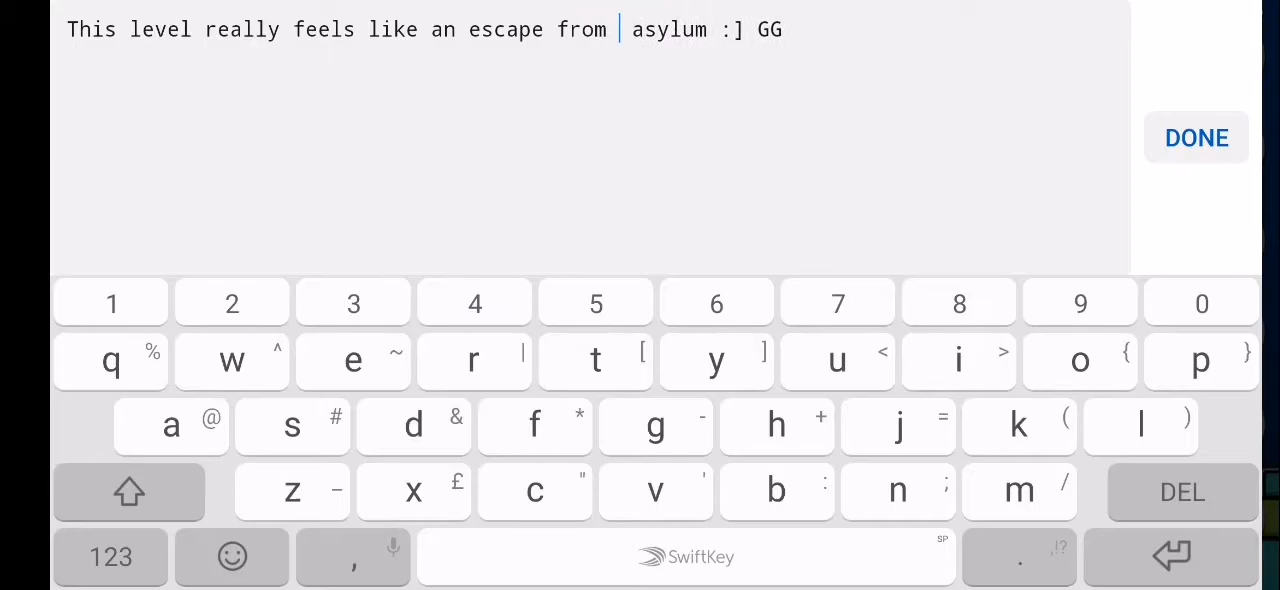 This level really feels like an escape from asylum :] GG
DONE
1 2 3 4 5 6 7 8 9 0
q % w ^ e ~ r | t [ y ] u < i > o { p }
a @ s # d & f * g - h + j = k ( l )
z _ x £ c " v ' b : n ; m / DEL
123 , SwiftKey SP . ,!?